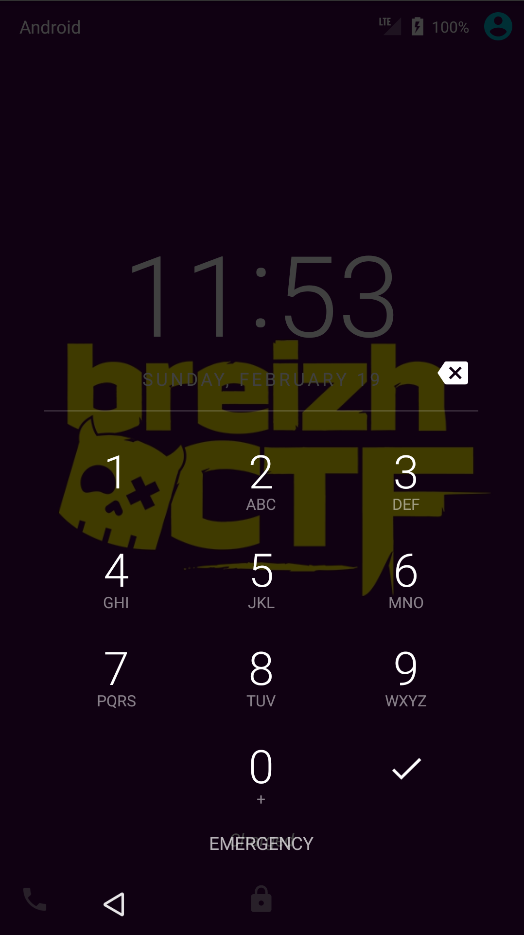 Android LTE 100%
11:53
SUNDAY, FEBRUARY 19
breizh
CTF
1 2 3
ABC DEF
4 5 6
GHI JKL MNO
7 8 9
PQRS TUV WXYZ
0
+
EMERGENCY